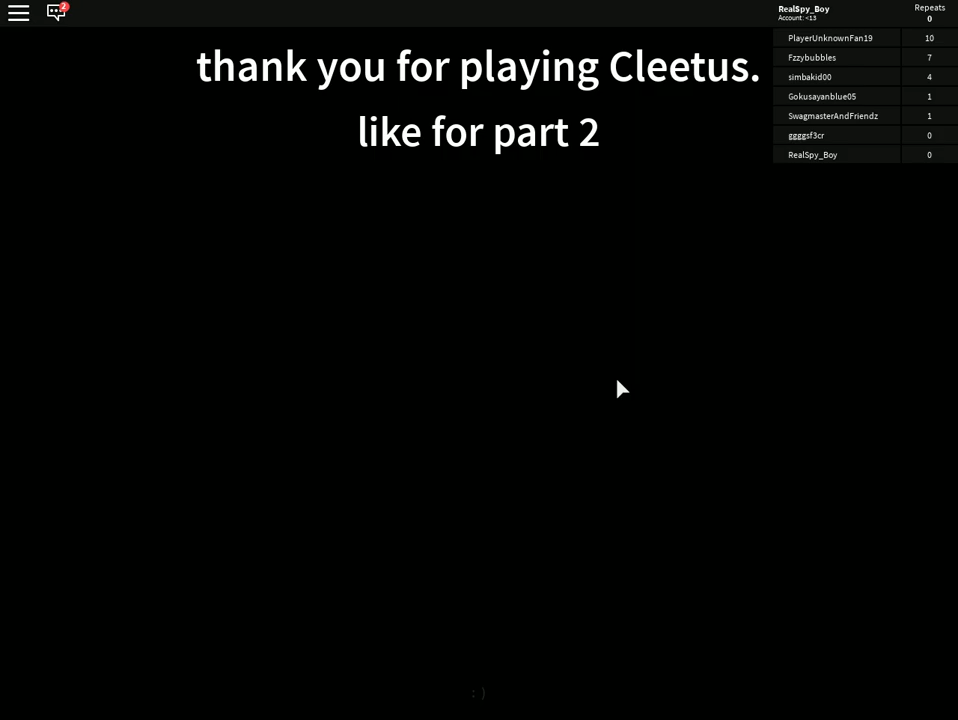 2
RealSpy_Boy
Account: <13
Repeats
0
thank you for playing Cleetus.
like for part 2
PlayerUnknownFan19 10
Fzzybubbles 7
simbakid00 4
Gokusayanblue05 1
SwagmasterAndFriendz 1
ggggsf3cr 0
RealSpy_Boy 0
: )